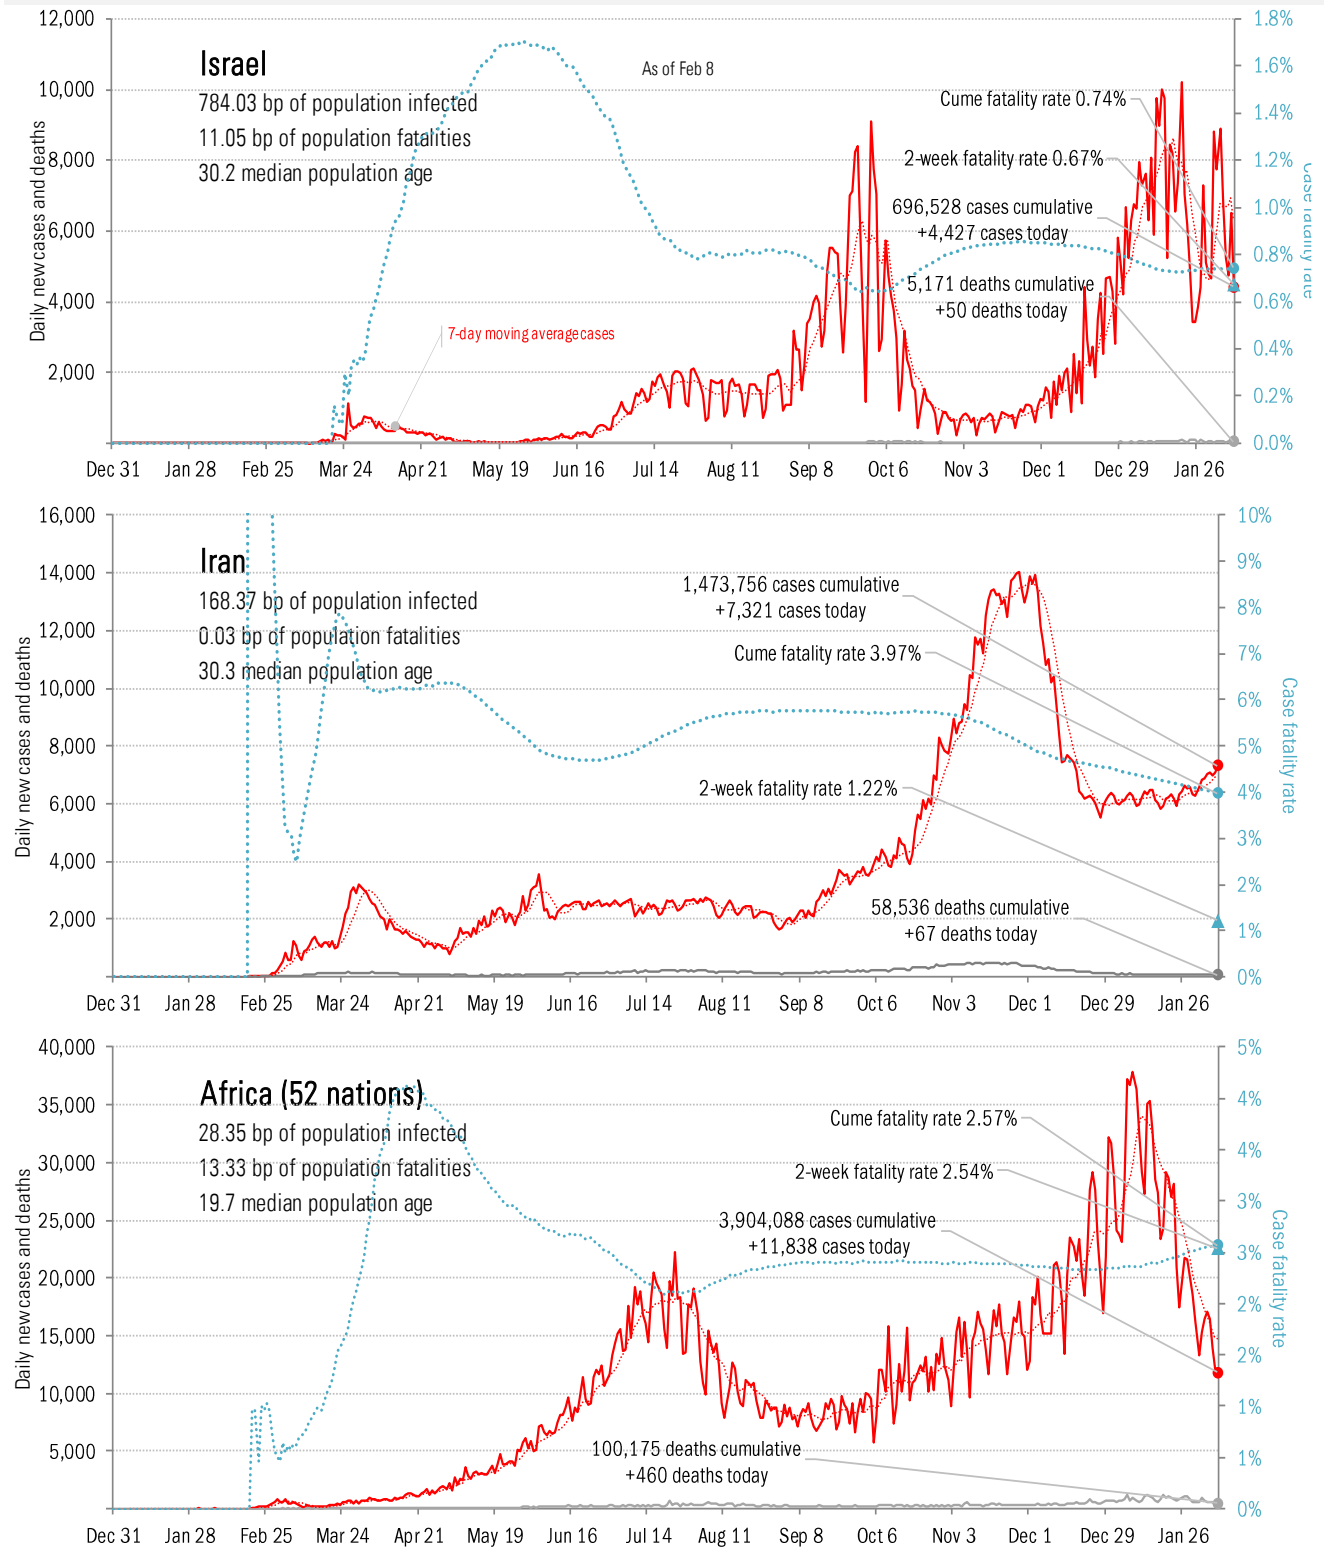 12,000
10,000
8,000
6,000
4,000
2,000
Daily new cases and deaths
Israel
784.03 bp of population infected
11.05 bp of population fatalities
30.2 median population age
As of Feb 8
7-day moving average cases
Cume fatality rate 0.74%
2-week fatality rate 0.67%
696,528 cases cumulative
+4,427 cases today
5,171 deaths cumulative
+50 deaths today
1.8%
1.6%
1.4%
1.2%
1.0%
0.8%
0.6%
0.4%
0.2%
0.0%
Case fatality rate
Dec 31 Jan 28 Feb 25 Mar 24 Apr 21 May 19 Jun 16 Jul 14 Aug 11 Sep 8 Oct 6 Nov 3 Dec 1 Dec 29 Jan 26
16,000
14,000
12,000
10,000
8,000
6,000
4,000
2,000
Daily new cases and deaths
Iran
168.37 bp of population infected
0.03 bp of population fatalities
30.3 median population age
1,473,756 cases cumulative
+7,321 cases today
Cume fatality rate 3.97%
2-week fatality rate 1.22%
58,536 deaths cumulative
+67 deaths today
10%
9%
8%
7%
6%
5%
4%
3%
2%
1%
0%
Case fatality rate
Dec 31 Jan 28 Feb 25 Mar 24 Apr 21 May 19 Jun 16 Jul 14 Aug 11 Sep 8 Oct 6 Nov 3 Dec 1 Dec 29 Jan 26
40,000
35,000
30,000
25,000
20,000
15,000
10,000
5,000
Daily new cases and deaths
Africa (52 nations)
28.35 bp of population infected
13.33 bp of population fatalities
19.7 median population age
Cume fatality rate 2.57%
2-week fatality rate 2.54%
3,904,088 cases cumulative
+11,838 cases today
100,175 deaths cumulative
+460 deaths today
5%
4%
4%
3%
3%
2%
2%
1%
1%
0%
Case fatality rate
Dec 31 Jan 28 Feb 25 Mar 24 Apr 21 May 19 Jun 16 Jul 14 Aug 11 Sep 8 Oct 6 Nov 3 Dec 1 Dec 29 Jan 26